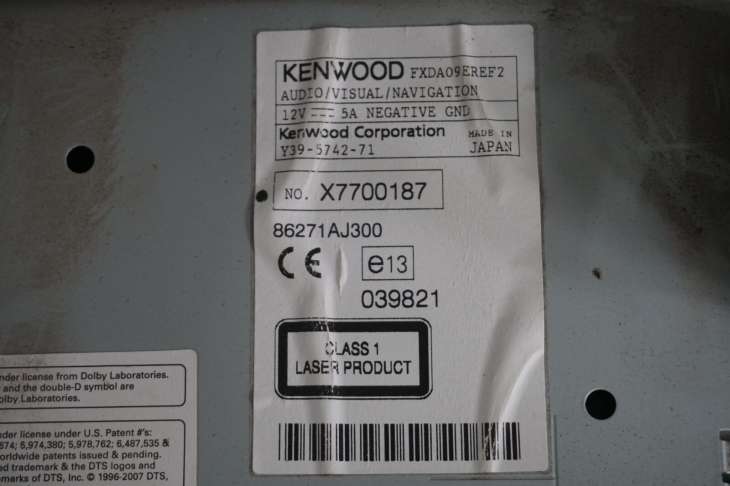 KENWOOD FXDA09EREF2
AUDIO/VISUAL/NAVIGATION
12V 5A NEGATIVE GND
Kenwood Corporation MADE IN
Y39-5742-71 JAPAN
NO. X7700187
86271AJ300
CE e13
039821
CLASS 1
LASER PRODUCT
nder license from Dolby Laboratories.
and the double-D symbol are
olby Laboratories.
der license under U.S. Patent #'s:
674; 5,974,380; 5,978,762; 6,487,535 &
orldwide patents issued & pending.
ed trademark & the DTS logos and
marks of DTS, Inc. © 1996-2007 DTS,